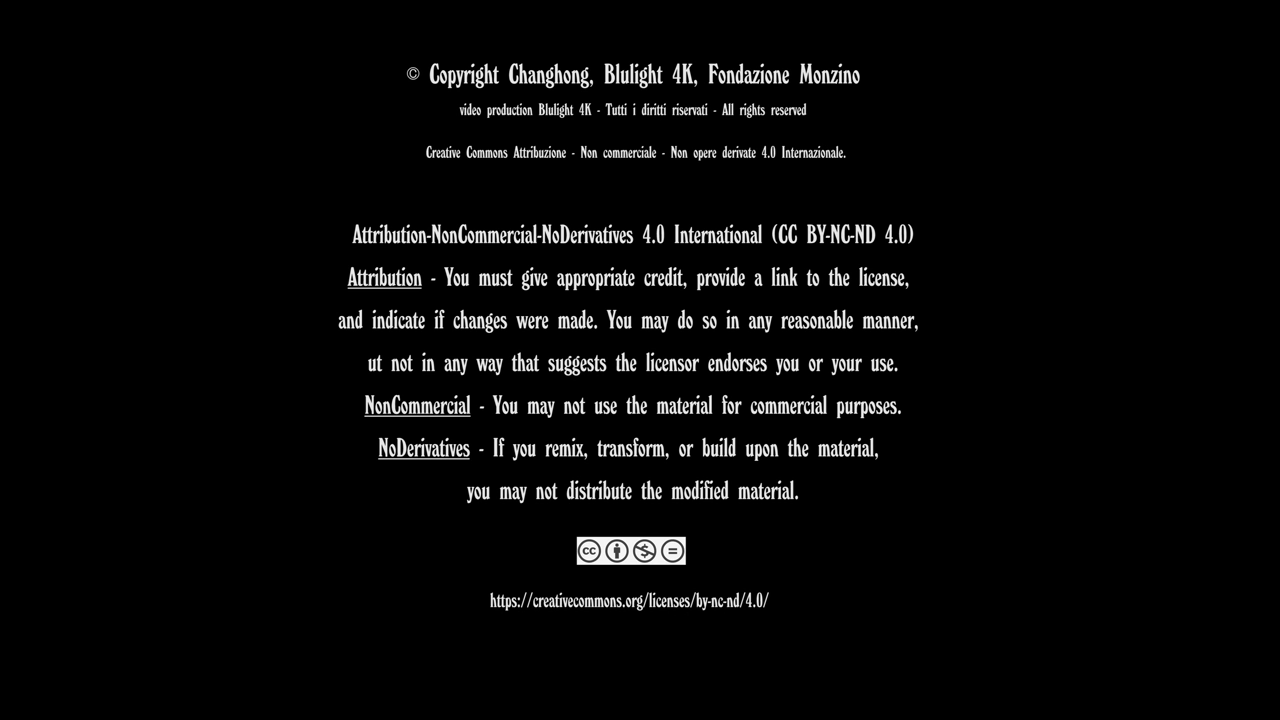 © Copyright Changhong, Blulight 4K, Fondazione Monzino
video production Blulight 4K - Tutti i diritti riservati - All rights reserved
Creative Commons Attribuzione - Non commerciale - Non opere derivate 4.0 Internazionale.
Attribution-NonCommercial-NoDerivatives 4.0 International (CC BY-NC-ND 4.0)
Attribution - You must give appropriate credit, provide a link to the license,
and indicate if changes were made. You may do so in any reasonable manner,
ut not in any way that suggests the licensor endorses you or your use.
NonCommercial - You may not use the material for commercial purposes.
NoDerivatives - If you remix, transform, or build upon the material,
you may not distribute the modified material.
cc
https://creativecommons.org/licenses/by-nc-nd/4.0/